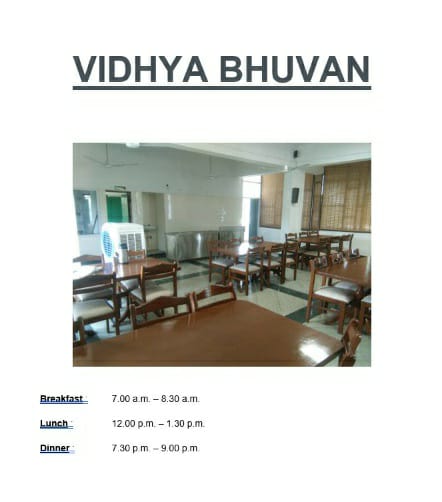 VIDHYA BHUVAN
Breakfast : 7.00 a.m. – 8.30 a.m.
Lunch : 12.00 p.m. – 1.30 p.m.
Dinner : 7.30 p.m. – 9.00 p.m.